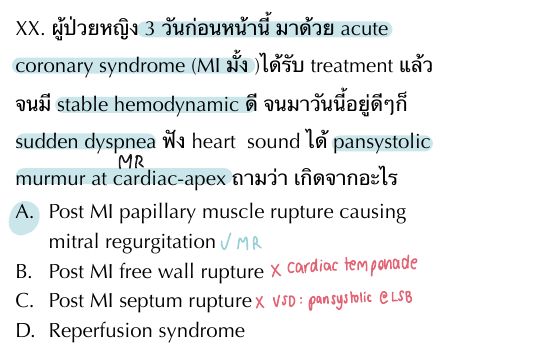 XX. ผู้ป่วยหญิง 3 วันก่อนหน้านี้ มาด้วย acute
coronary syndrome (MI มั้ง )ได้รับ treatment แล้ว
จนมี stable hemodynamic ดี จนมาวันนี้อยู่ดีๆก็
sudden dyspnea ฟัง heart sound ได้ pansystolic
MR
murmur at cardiac-apex ถามว่า เกิดจากอะไร
A. Post MI papillary muscle rupture causing
mitral regurgitation ✓ MR
B. Post MI free wall rupture × cardiac temponade
C. Post MI septum rupture × VSD: pansystolic @LSB
D. Reperfusion syndrome